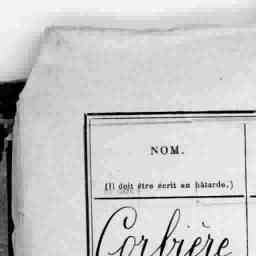 NOM.
(Il doit être écrit en bâtarde.)
Corbière